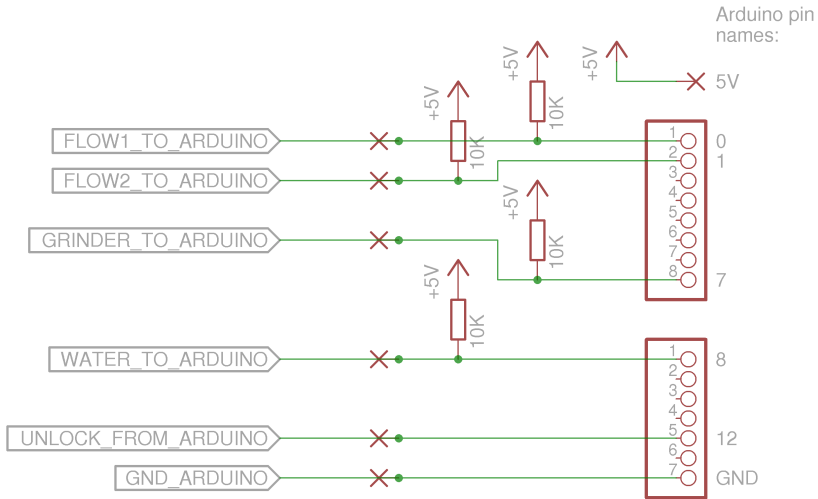 Arduino pin
names:
+5V
+5V
5V
+5V
10K
1
0
FLOW1_TO_ARDUINO
10K
2
1
FLOW2_TO_ARDUINO
3
+5V
4
5
GRINDER_TO_ARDUINO
6
10K
7
+5V
8
7
10K
WATER_TO_ARDUINO
1
8
2
3
4
UNLOCK_FROM_ARDUINO
5
12
6
GND_ARDUINO
7
GND